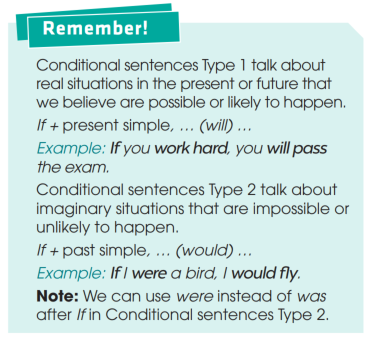 Remember!
Conditional sentences Type 1 talk about
real situations in the present or future that
we believe are possible or likely to happen.
If + present simple, … (will) …
Example: If you work hard, you will pass
the exam.
Conditional sentences Type 2 talk about
imaginary situations that are impossible or
unlikely to happen.
If + past simple, … (would) …
Example: If I were a bird, I would fly.
Note: We can use were instead of was
after If in Conditional sentences Type 2.